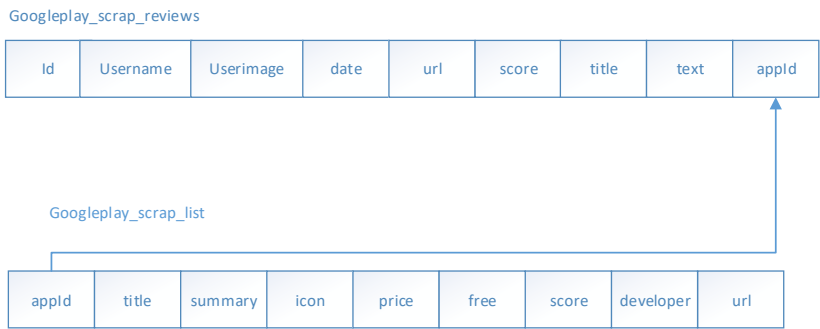 Googleplay_scrap_reviews
Id Username Userimage date url score title text appId
Googleplay_scrap_list
appId title summary icon price free score developer url